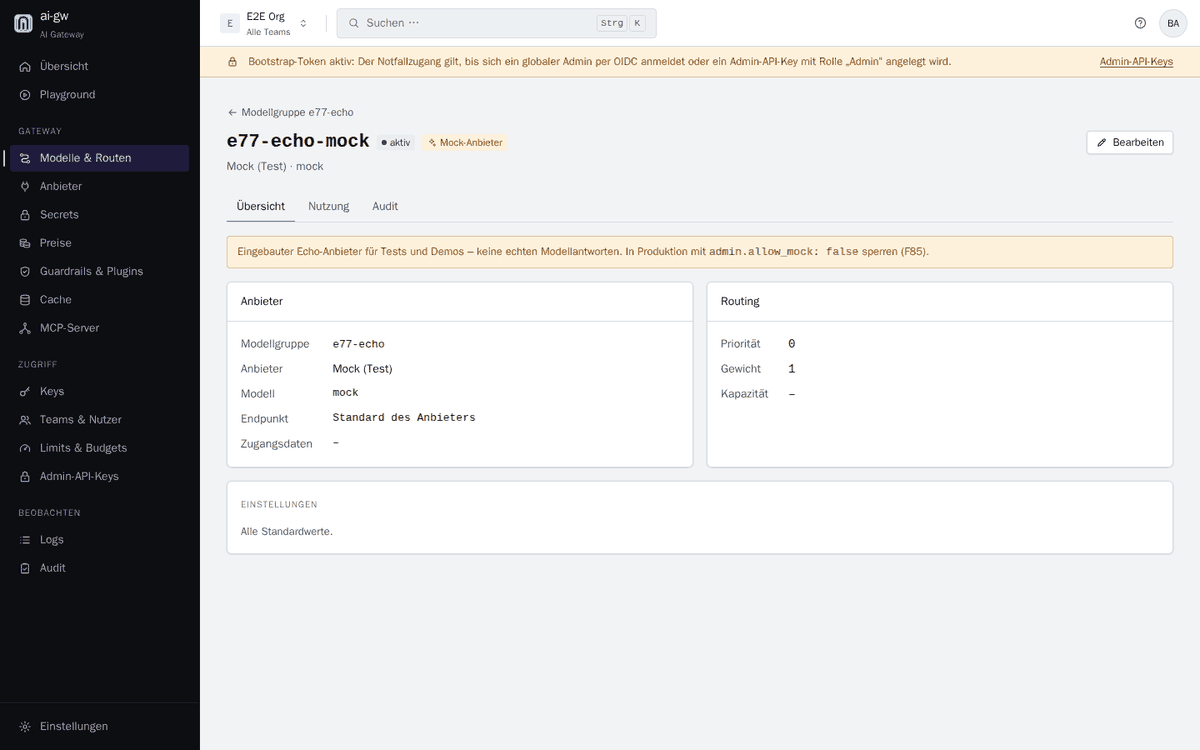 ai-gw
AI Gateway
Übersicht
Playground
GATEWAY
Modelle & Routen
Anbieter
Secrets
Preise
Guardrails & Plugins
Cache
MCP-Server
ZUGRIFF
Keys
Teams & Nutzer
Limits & Budgets
Admin-API-Keys
BEOBACHTEN
Logs
Audit
Einstellungen
E
E2E Org
Alle Teams
Suchen ···
Strg K
BA
Bootstrap-Token aktiv: Der Notfallzugang gilt, bis sich ein globaler Admin per OIDC anmeldet oder ein Admin-API-Key mit Rolle „Admin“ angelegt wird.
Admin-API-Keys
← Modellgruppe e77-echo
e77-echo-mock
aktiv
Mock-Anbieter
Bearbeiten
Mock (Test) · mock
Übersicht
Nutzung
Audit
Eingebauter Echo-Anbieter für Tests und Demos – keine echten Modellantworten. In Produktion mit admin.allow_mock: false sperren (F85).
Anbieter
Modellgruppe e77-echo
Anbieter Mock (Test)
Modell mock
Endpunkt Standard des Anbieters
Zugangsdaten –
Routing
Priorität 0
Gewicht 1
Kapazität –
EINSTELLUNGEN
Alle Standardwerte.